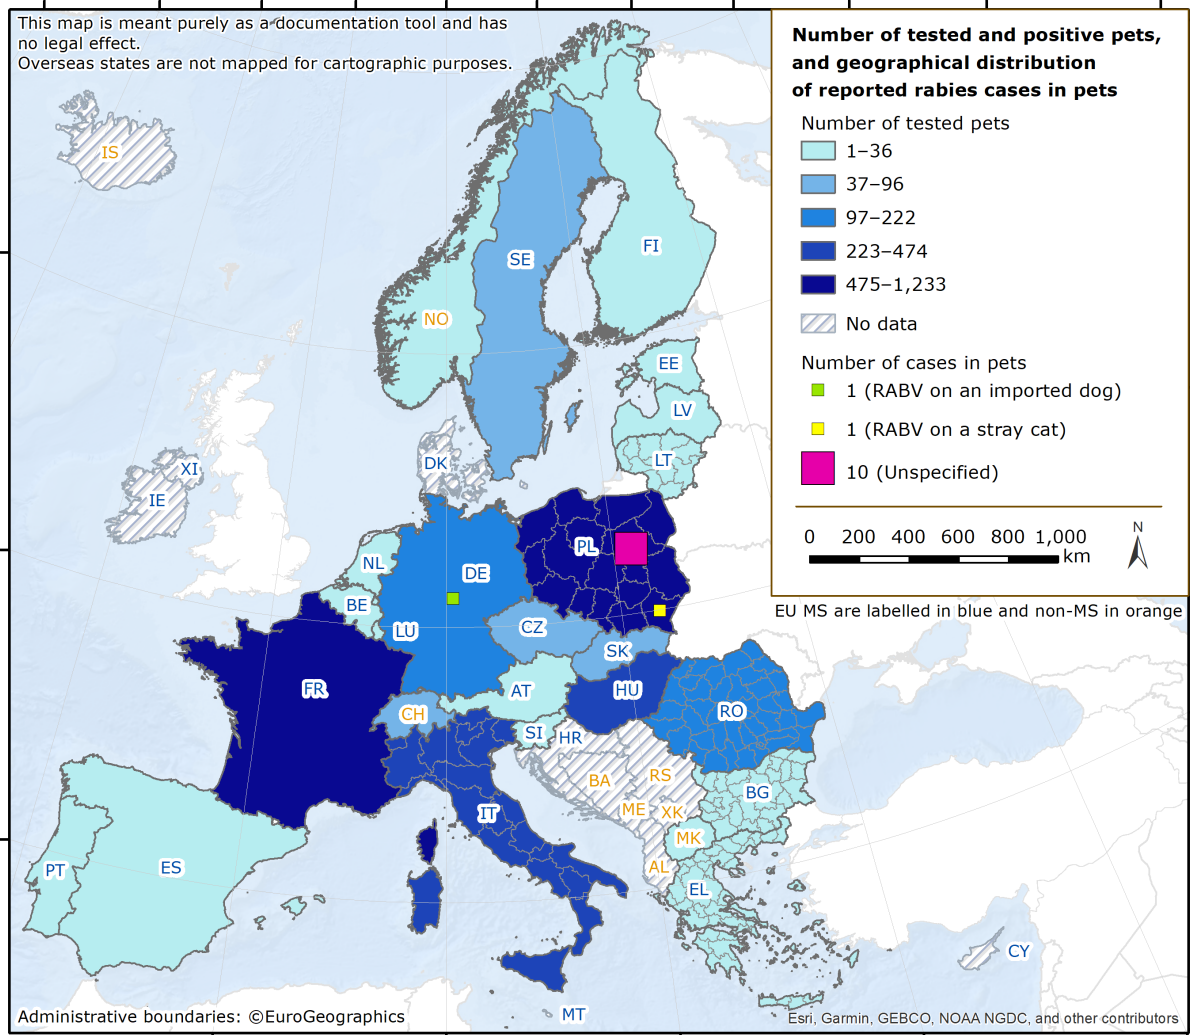 This map is meant purely as a documentation tool and has
no legal effect.
Overseas states are not mapped for cartographic purposes.
Number of tested and positive pets,
and geographical distribution
of reported rabies cases in pets
Number of tested pets
1–36
37–96
97–222
223–474
475–1,233
No data
Number of cases in pets
1 (RABV on an imported dog)
1 (RABV on a stray cat)
10 (Unspecified)
0 200 400 600 800 1,000
km
N
EU MS are labelled in blue and non-MS in orange
IS
SE
FI
NO
EE
LV
LT
DK
XI
IE
PL
NL
DE
BE
LU
CZ
SK
FR
AT
HU
CH
RO
SI
HR
BA
RS
BG
IT
ME
XK
MK
AL
PT
ES
EL
CY
MT
Administrative boundaries: ©EuroGeographics
Esri, Garmin, GEBCO, NOAA NGDC, and other contributors